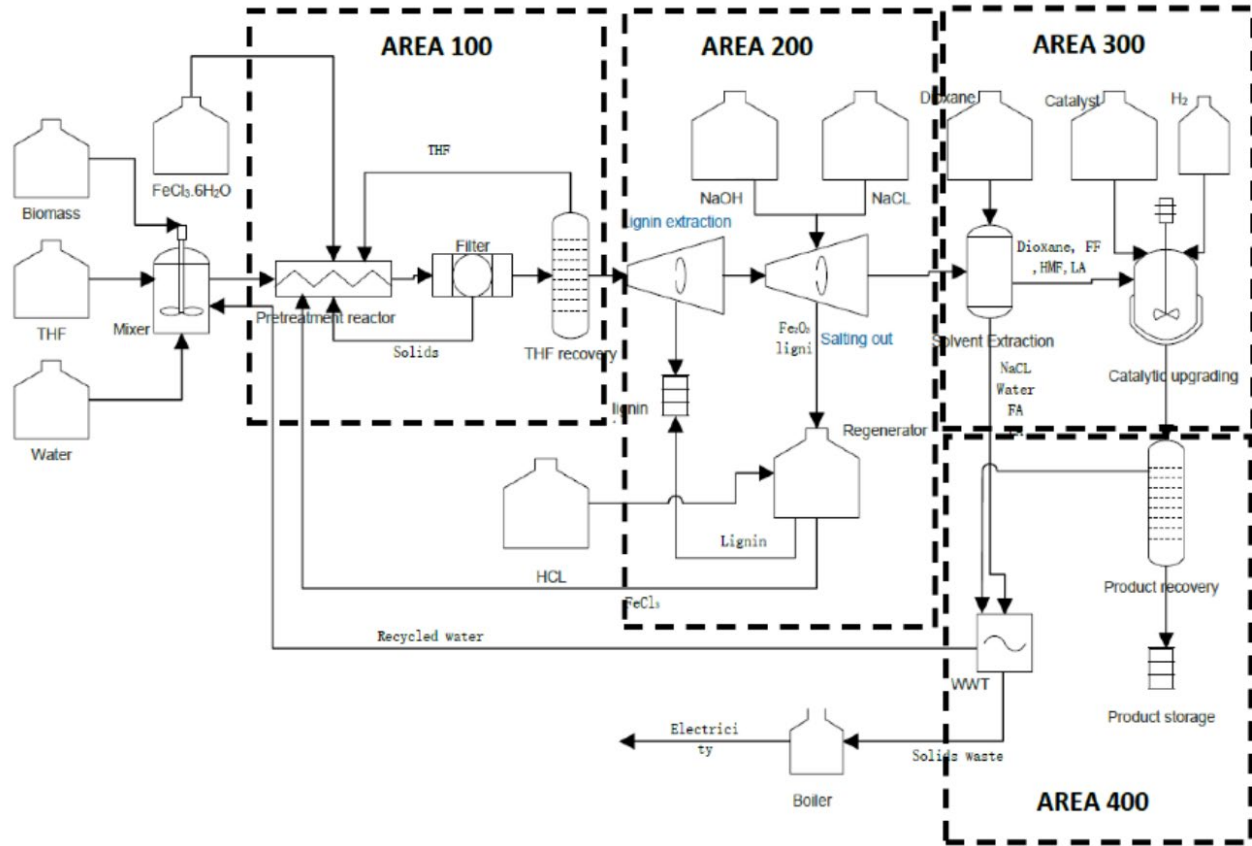 AREA 100
AREA 200
AREA 300
Dioxane
Catalyst
H₂
Biomass
FeCl₃.6H₂O
THF
NaOH
NaCL
lignin extraction
Filter
Dioxane, FF
,HMF,LA
THF
Mixer
Pretreatment reactor
Solids
THF recovery
Fe₂O₃
ligni
Salting out
Solvent Extraction
Catalytic upgrading
NaCL
Water
FA
lignin
Regenerator
Water
HCL
Lignin
FeCl₃
Recycled water
Product recovery
WWT
Product storage
Electrici
ty
Solids waste
Boiler
AREA 400